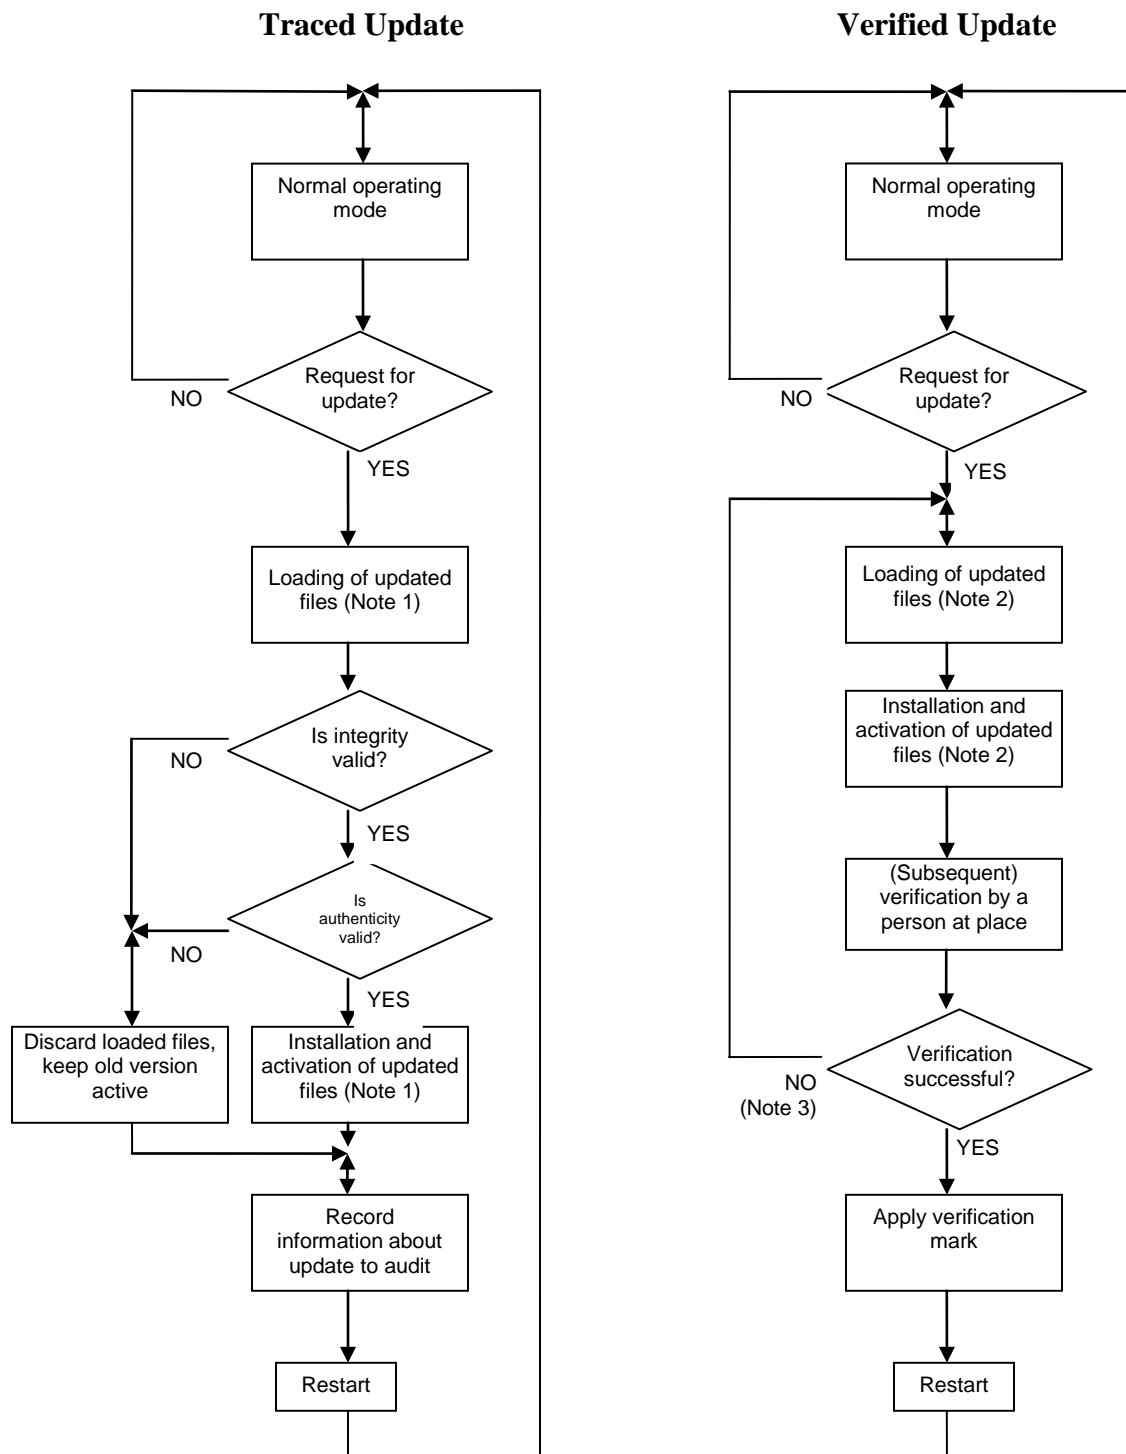 Traced Update
Normal operating
mode
Request for
update?
NO
YES
Loading of updated
files (Note 1)
Is integrity
valid?
NO
YES
Is
authenticity
valid?
NO
YES
Discard loaded files,
keep old version
active
Installation and
activation of updated
files (Note 1)
Record
information about
update to audit
Restart
Verified Update
Normal operating
mode
Request for
update?
NO
YES
Loading of updated
files (Note 2)
Installation and
activation of updated
files (Note 2)
(Subsequent)
verification by a
person at place
Verification
successful?
NO
(Note 3)
YES
Apply verification
mark
Restart